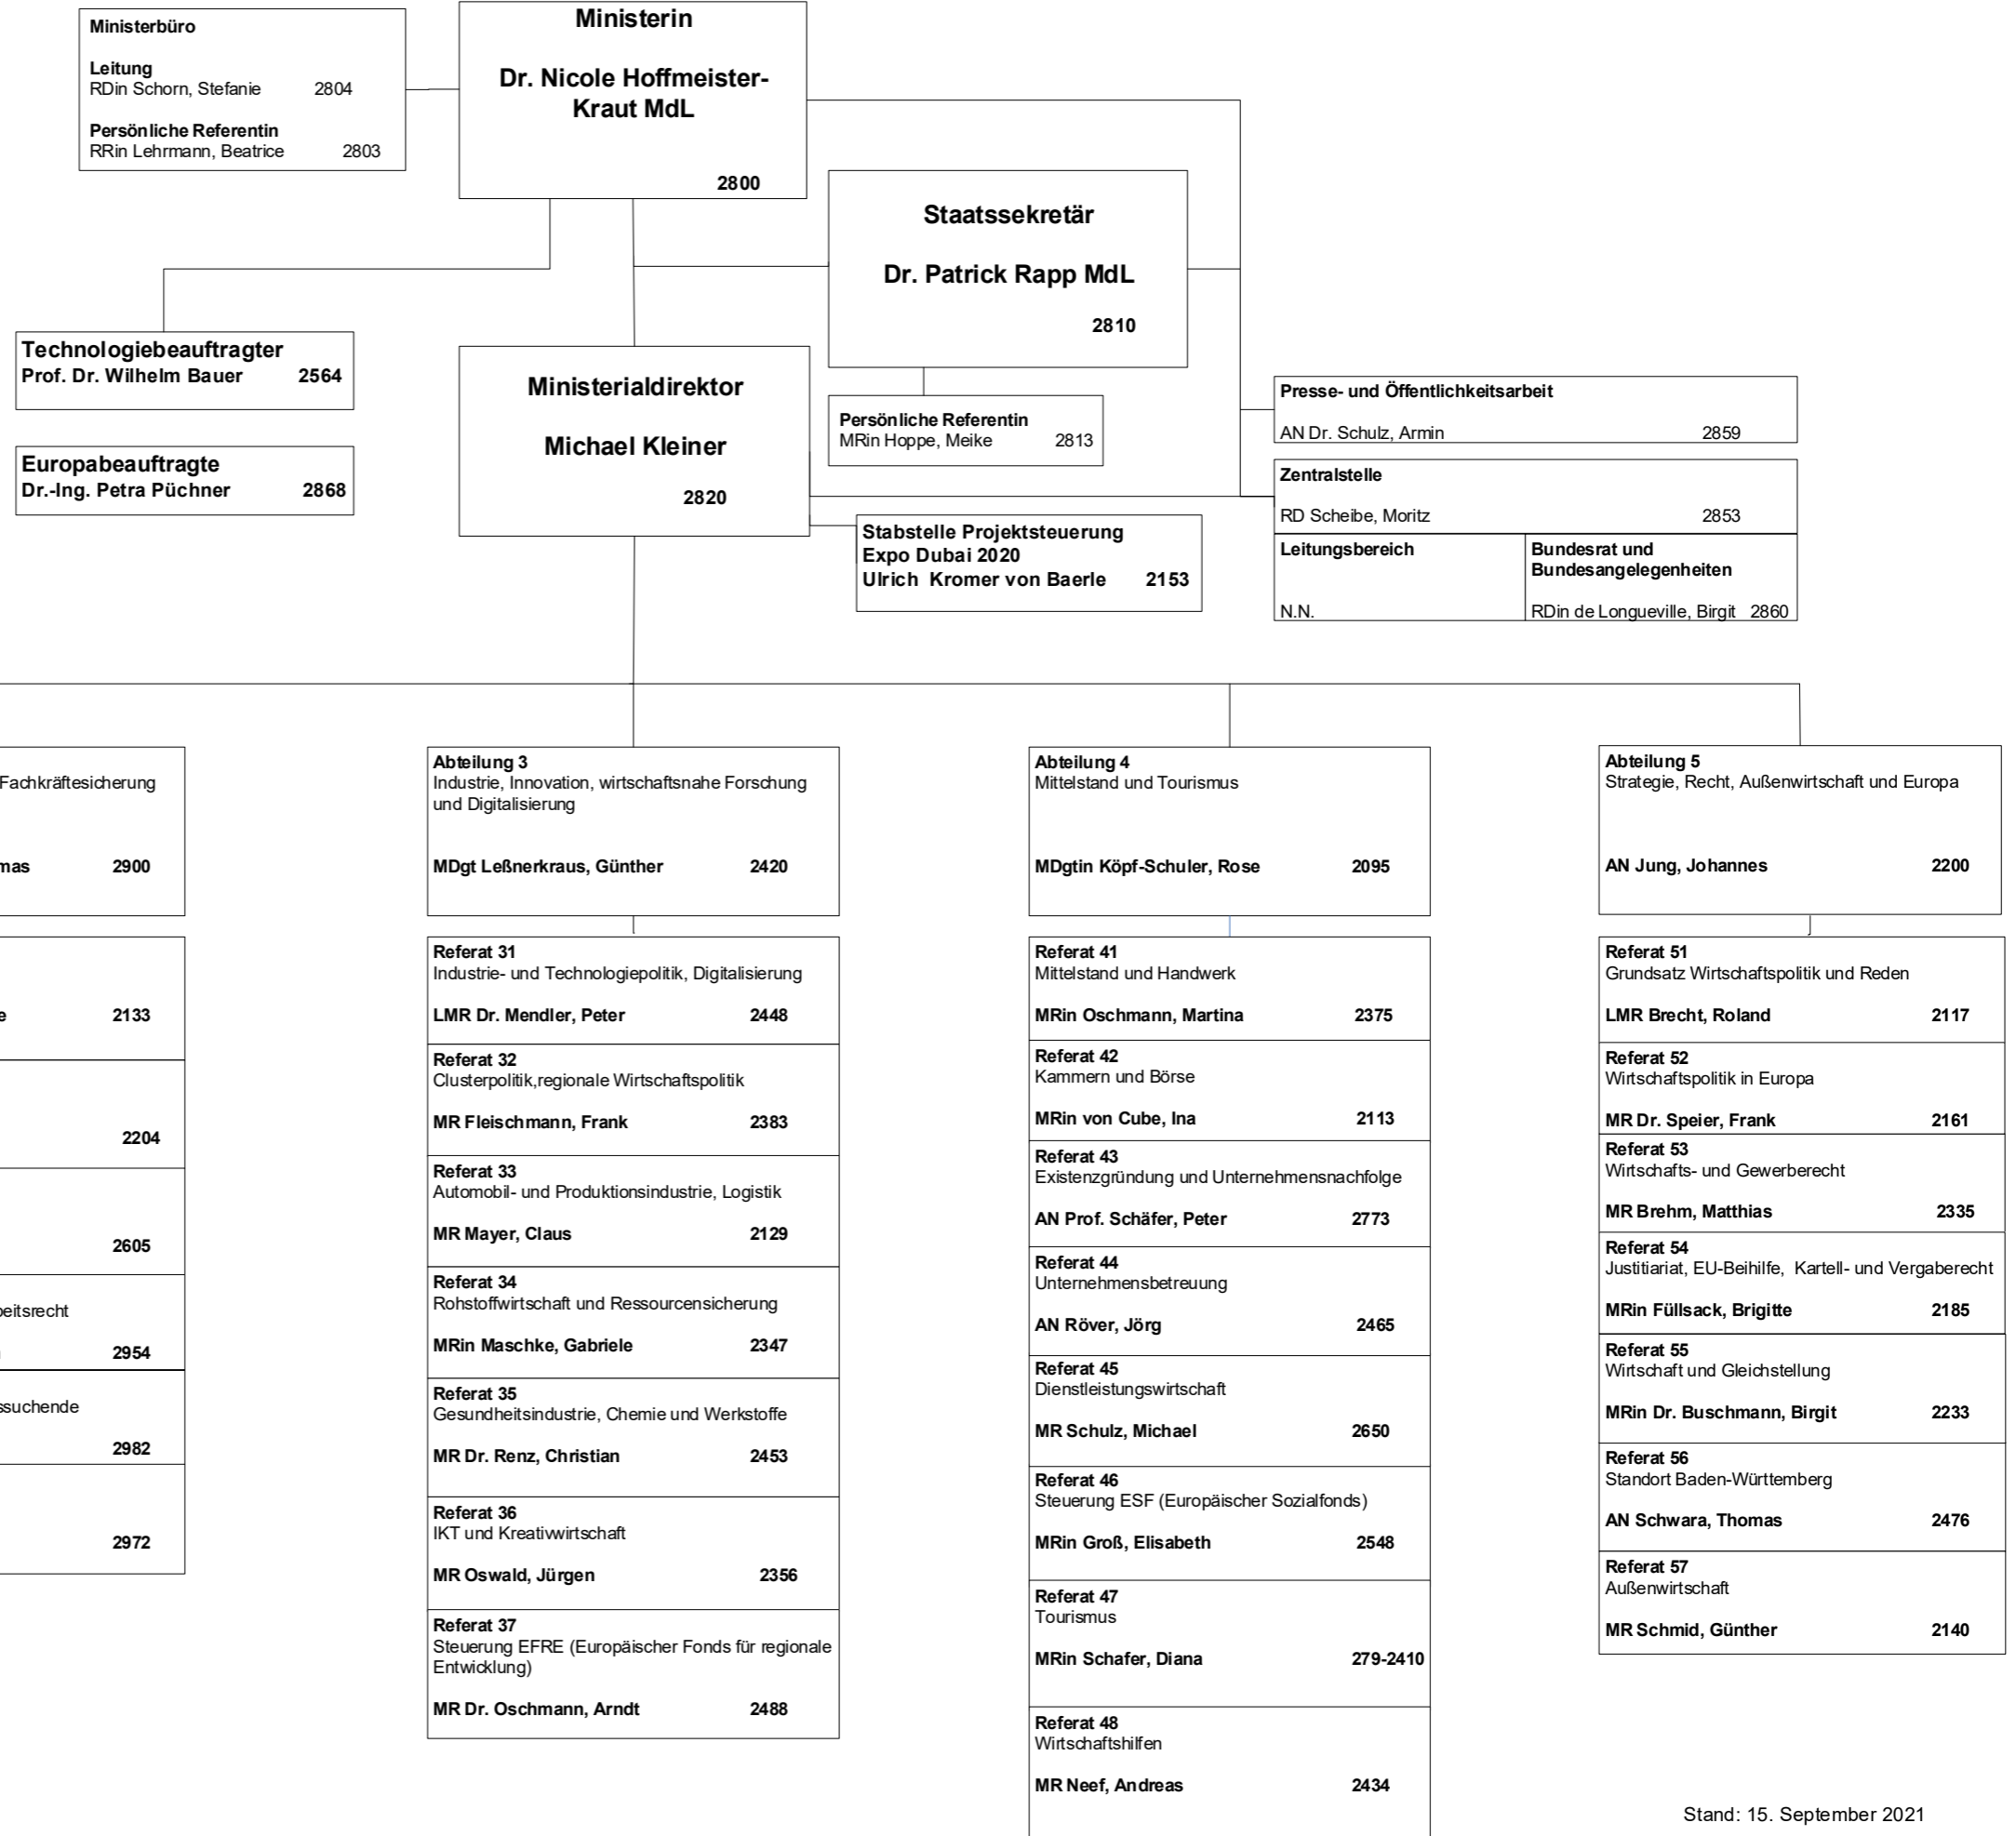 Ministerbüro
Leitung
RDin Schorn, Stefanie 2804
Persönliche Referentin
RRin Lehrmann, Beatrice 2803
Ministerin
Dr. Nicole Hoffmeister-
Kraut MdL
2800
Staatssekretär
Dr. Patrick Rapp MdL
2810
Technologiebeauftragter
Prof. Dr. Wilhelm Bauer 2564
Europabeauftragte
Dr.-Ing. Petra Püchner 2868
Ministerialdirektor
Michael Kleiner
2820
Persönliche Referentin
MRin Hoppe, Meike 2813
Stabstelle Projektsteuerung
Expo Dubai 2020
Ulrich Kromer von Baerle 2153
Presse- und Öffentlichkeitsarbeit
AN Dr. Schulz, Armin 2859
Zentralstelle
RD Scheibe, Moritz 2853
Leitungsbereich
N.N.
Bundesrat und
Bundesangelegenheiten
RDin de Longueville, Birgit 2860
Fachkräftesicherung
mas 2900
e 2133
2204
2605
eitsrecht
2954
ssuchende
2982
2972
Abteilung 3
Industrie, Innovation, wirtschaftsnahe Forschung
und Digitalisierung
MDgt Leßnerkraus, Günther 2420
Referat 31
Industrie- und Technologiepolitik, Digitalisierung
LMR Dr. Mendler, Peter 2448
Referat 32
Clusterpolitik,regionale Wirtschaftspolitik
MR Fleischmann, Frank 2383
Referat 33
Automobil- und Produktionsindustrie, Logistik
MR Mayer, Claus 2129
Referat 34
Rohstoffwirtschaft und Ressourcensicherung
MRin Maschke, Gabriele 2347
Referat 35
Gesundheitsindustrie, Chemie und Werkstoffe
MR Dr. Renz, Christian 2453
Referat 36
IKT und Kreativwirtschaft
MR Oswald, Jürgen 2356
Referat 37
Steuerung EFRE (Europäischer Fonds für regionale
Entwicklung)
MR Dr. Oschmann, Arndt 2488
Abteilung 4
Mittelstand und Tourismus
MDgtin Köpf-Schuler, Rose 2095
Referat 41
Mittelstand und Handwerk
MRin Oschmann, Martina 2375
Referat 42
Kammern und Börse
MRin von Cube, Ina 2113
Referat 43
Existenzgründung und Unternehmensnachfolge
AN Prof. Schäfer, Peter 2773
Referat 44
Unternehmensbetreuung
AN Röver, Jörg 2465
Referat 45
Dienstleistungswirtschaft
MR Schulz, Michael 2650
Referat 46
Steuerung ESF (Europäischer Sozialfonds)
MRin Groß, Elisabeth 2548
Referat 47
Tourismus
MRin Schafer, Diana 279-2410
Referat 48
Wirtschaftshilfen
MR Neef, Andreas 2434
Abteilung 5
Strategie, Recht, Außenwirtschaft und Europa
AN Jung, Johannes 2200
Referat 51
Grundsatz Wirtschaftspolitik und Reden
LMR Brecht, Roland 2117
Referat 52
Wirtschaftspolitik in Europa
MR Dr. Speier, Frank 2161
Referat 53
Wirtschafts- und Gewerberecht
MR Brehm, Matthias 2335
Referat 54
Justitiariat, EU-Beihilfe, Kartell- und Vergaberecht
MRin Füllsack, Brigitte 2185
Referat 55
Wirtschaft und Gleichstellung
MRin Dr. Buschmann, Birgit 2233
Referat 56
Standort Baden-Württemberg
AN Schwara, Thomas 2476
Referat 57
Außenwirtschaft
MR Schmid, Günther 2140
Stand: 15. September 2021